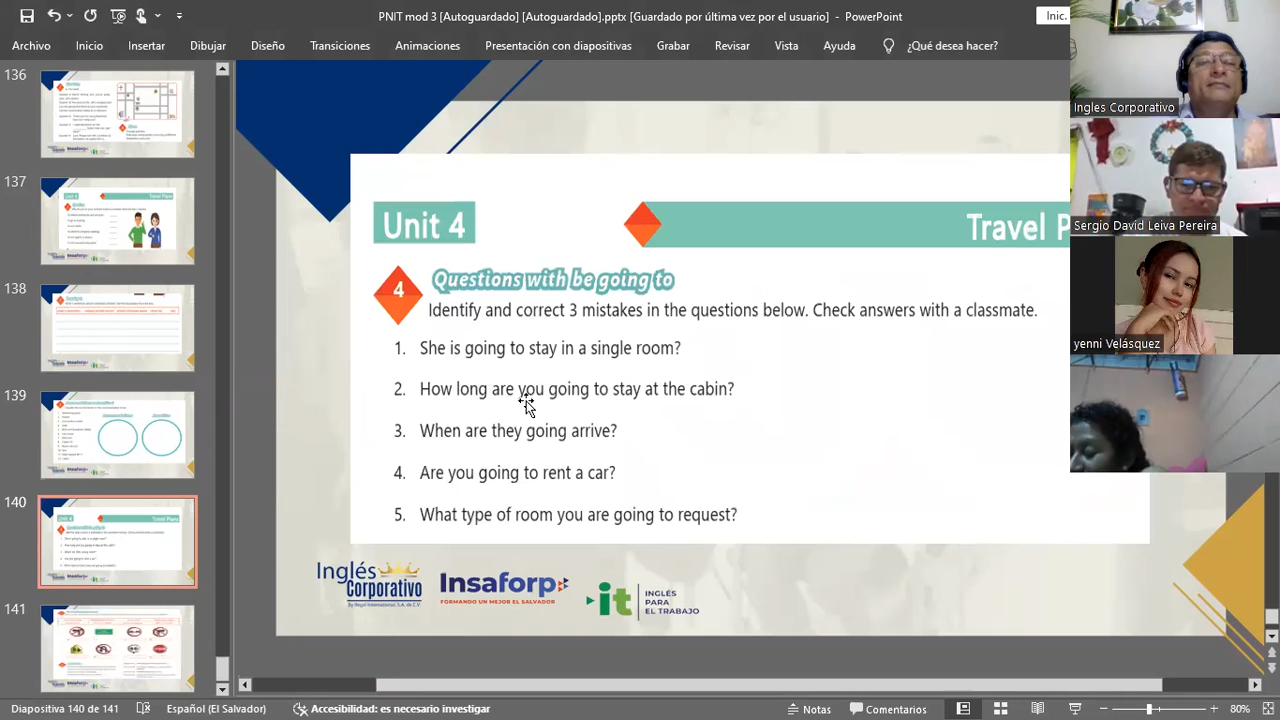 PNIT mod 3 [Autoguardado] [Autoguardado].pptx [Guardado por última vez por el usuario] - PowerPoint
Inic.
Archivo Inicio Insertar Dibujar Diseño Transiciones Animaciones Presentación con diapositivas Grabar Revisar Vista Ayuda ¿Qué desea hacer?
136
137
138
139
140
141
Unit 4
Travel P
4
Questions with be going to
Identify and correct 3 mistakes in the questions below. Check answers with a classmate.
1. She is going to stay in a single room?
2. How long are you going to stay at the cabin?
3. When are they going arrive?
4. Are you going to rent a car?
5. What type of room you are going to request?
Inglés Corporativo
By Regal International, S.A. de C.V.
Insaforp
FORMANDO UN MEJOR EL SALVADOR
it
INGLÉS
PARA
EL TRABAJO
Ingles Corporativo
Sergio David Leiva Pereira
yenni Velásquez
Diapositiva 140 de 141 Español (El Salvador) Accesibilidad: es necesario investigar Notas Comentarios 80%